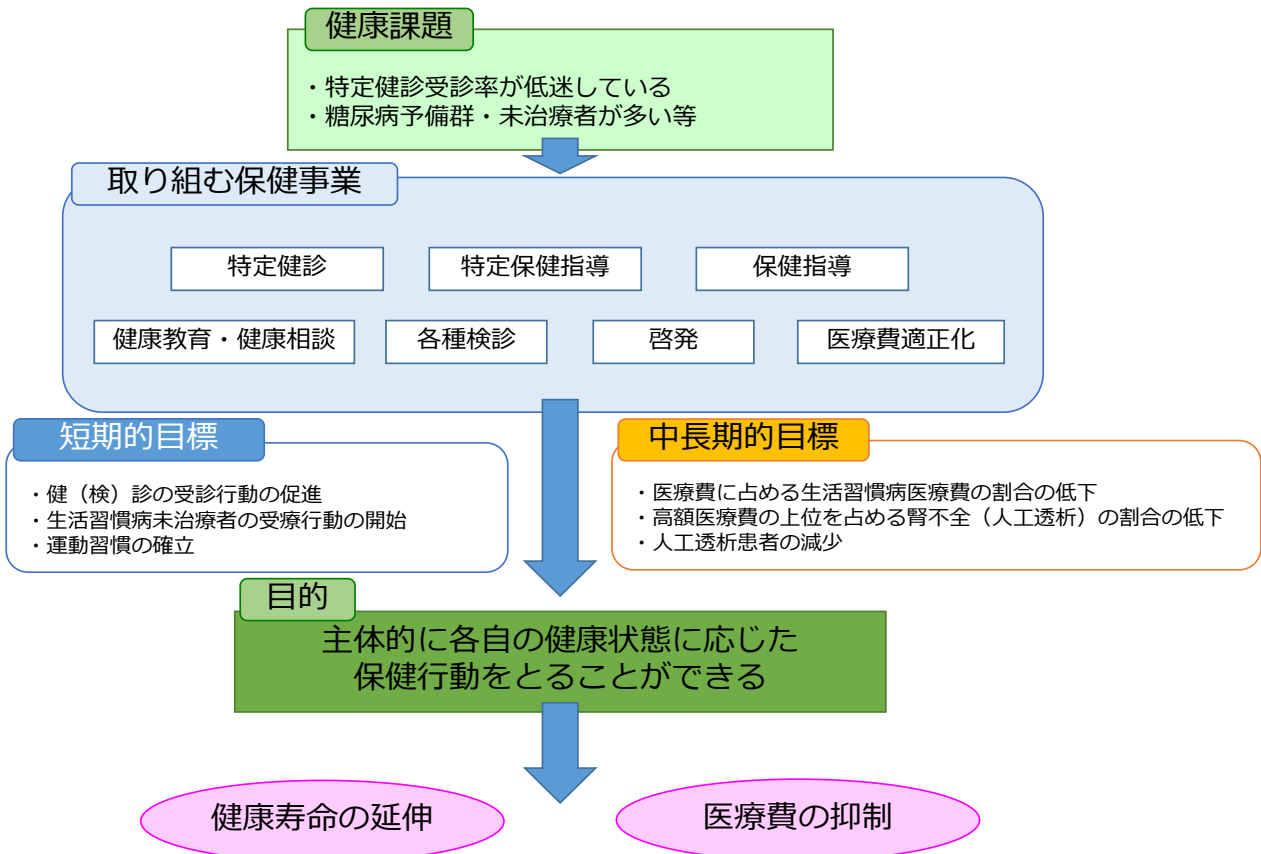 健康課題
・特定健診受診率が低迷している
・糖尿病予備群・未治療者が多い等
取り組む保健事業
特定健診
特定保健指導
保健指導
健康教育・健康相談
各種検診
啓発
医療費適正化
短期的目標
・健（検）診の受診行動の促進
・生活習慣病未治療者の受療行動の開始
・運動習慣の確立
中長期的目標
・医療費に占める生活習慣病医療費の割合の低下
・高額医療費の上位を占める腎不全（人工透析）の割合の低下
・人工透析患者の減少
目的
主体的に各自の健康状態に応じた
保健行動をとることができる
健康寿命の延伸
医療費の抑制